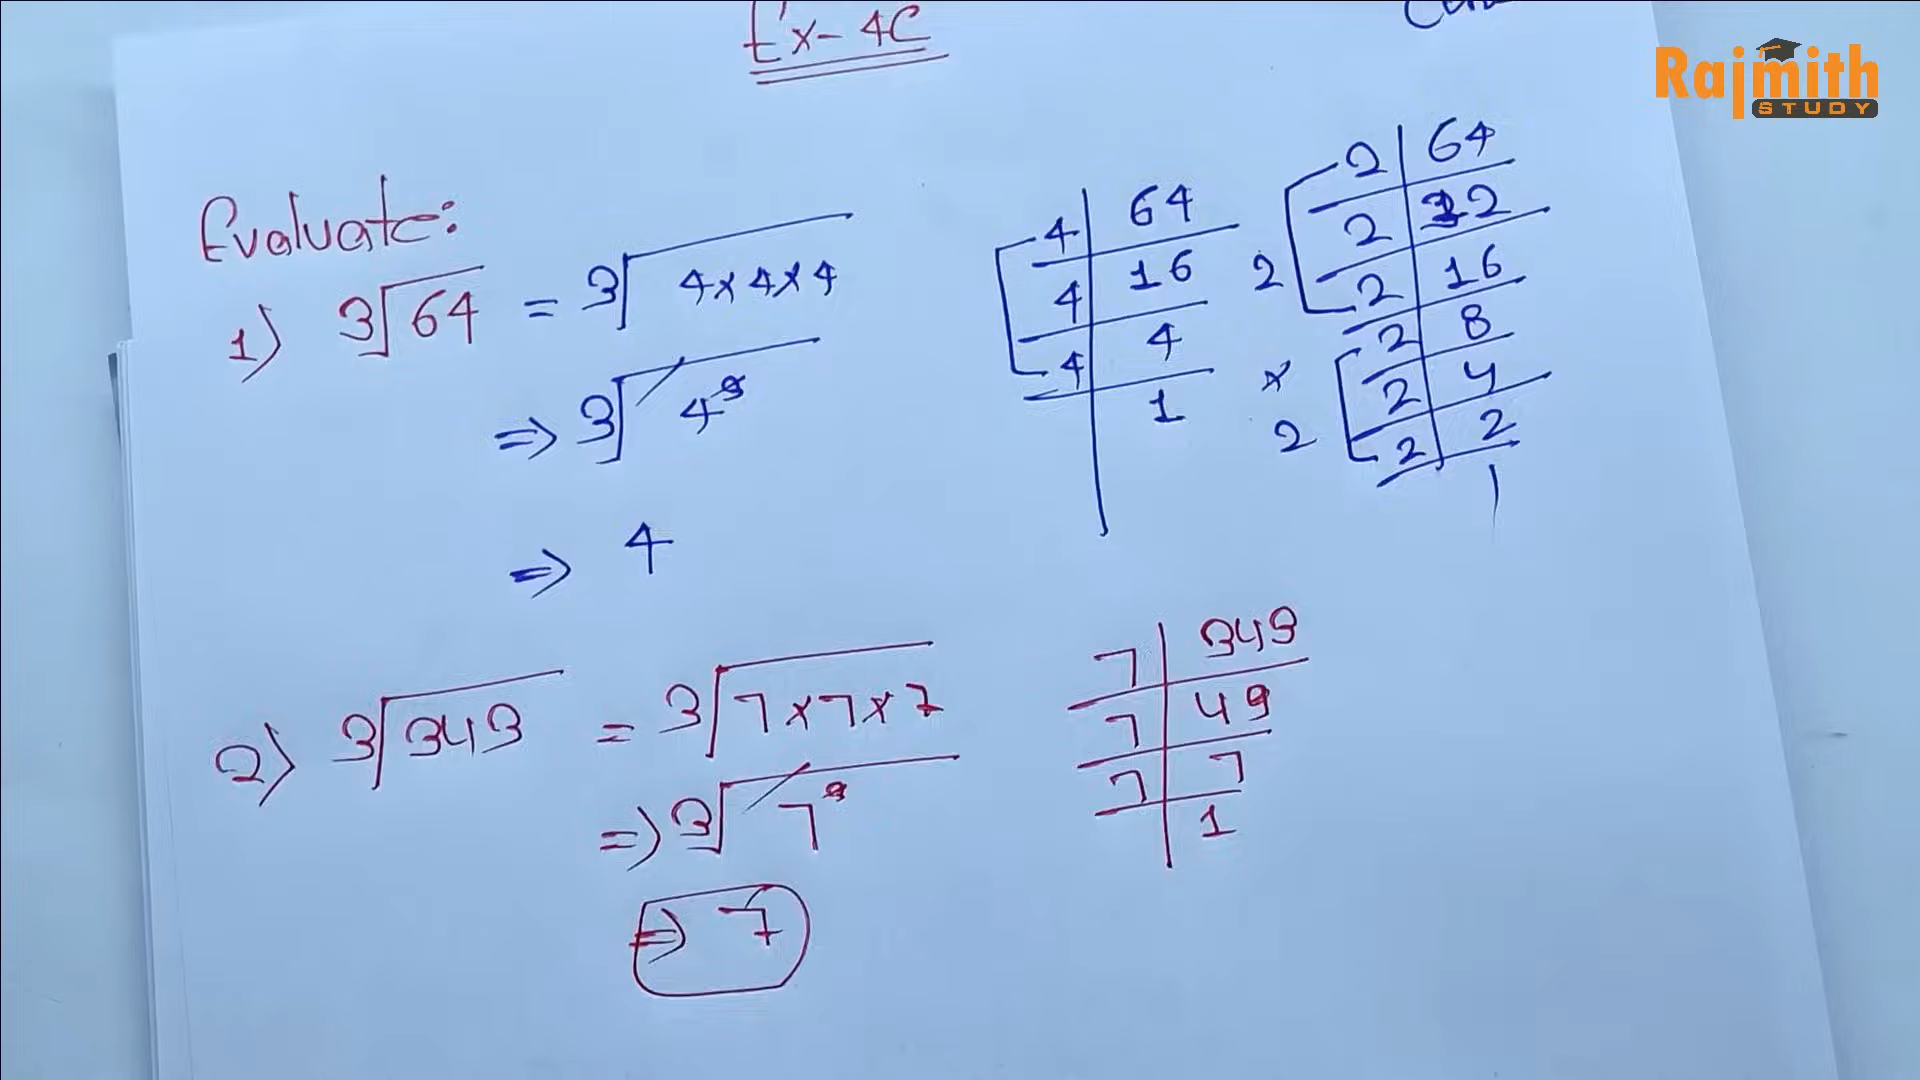 Ex-4C
Rajmith
STUDY
Evaluate:
1) 3√64 = 3√4×4×4
⇒ 3√4³
⇒ 4
4 | 64
4 | 16
4 | 4
1
2 | 64
2 | 32
2 | 16
2 | 8
2 | 4
2 | 2
1
2
×
2
2) 3√343 = 3√7×7×7
⇒ 3√7³
⇒ 7
7 | 343
7 | 49
7 | 7
1